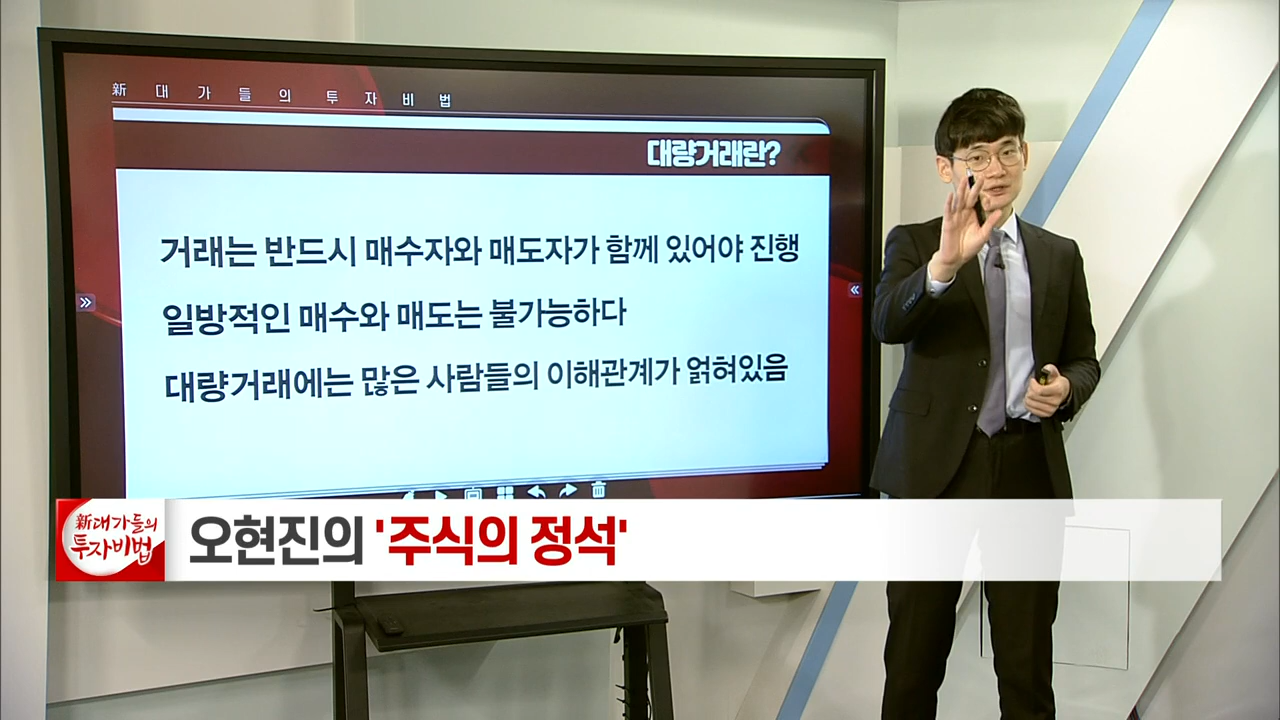 新 대가들의 투자비법
대량거래란?
거래는 반드시 매수자와 매도자가 함께 있어야 진행
일방적인 매수와 매도는 불가능하다
대량거래에는 많은 사람들의 이해관계가 얽혀있음
新대가들의
투자비법
오현진의 '주식의 정석'